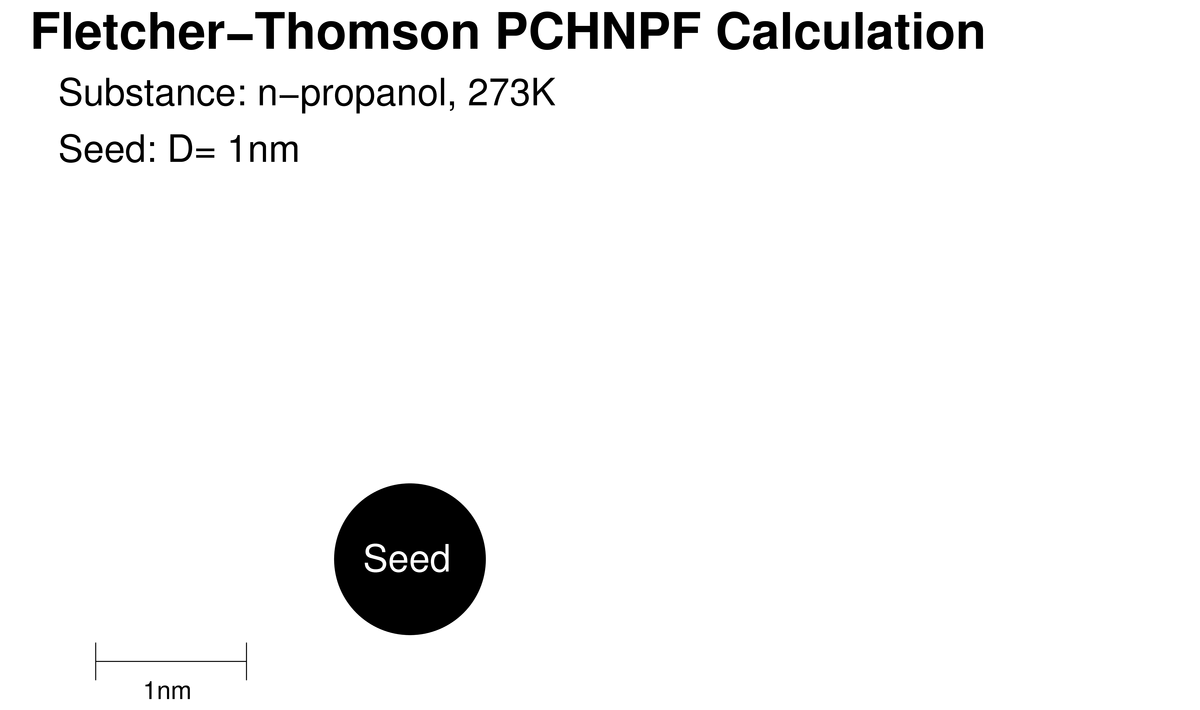 Fletcher–Thomson PCHNPF Calculation
Substance: n–propanol, 273K
Seed: D= 1nm
Seed
1nm